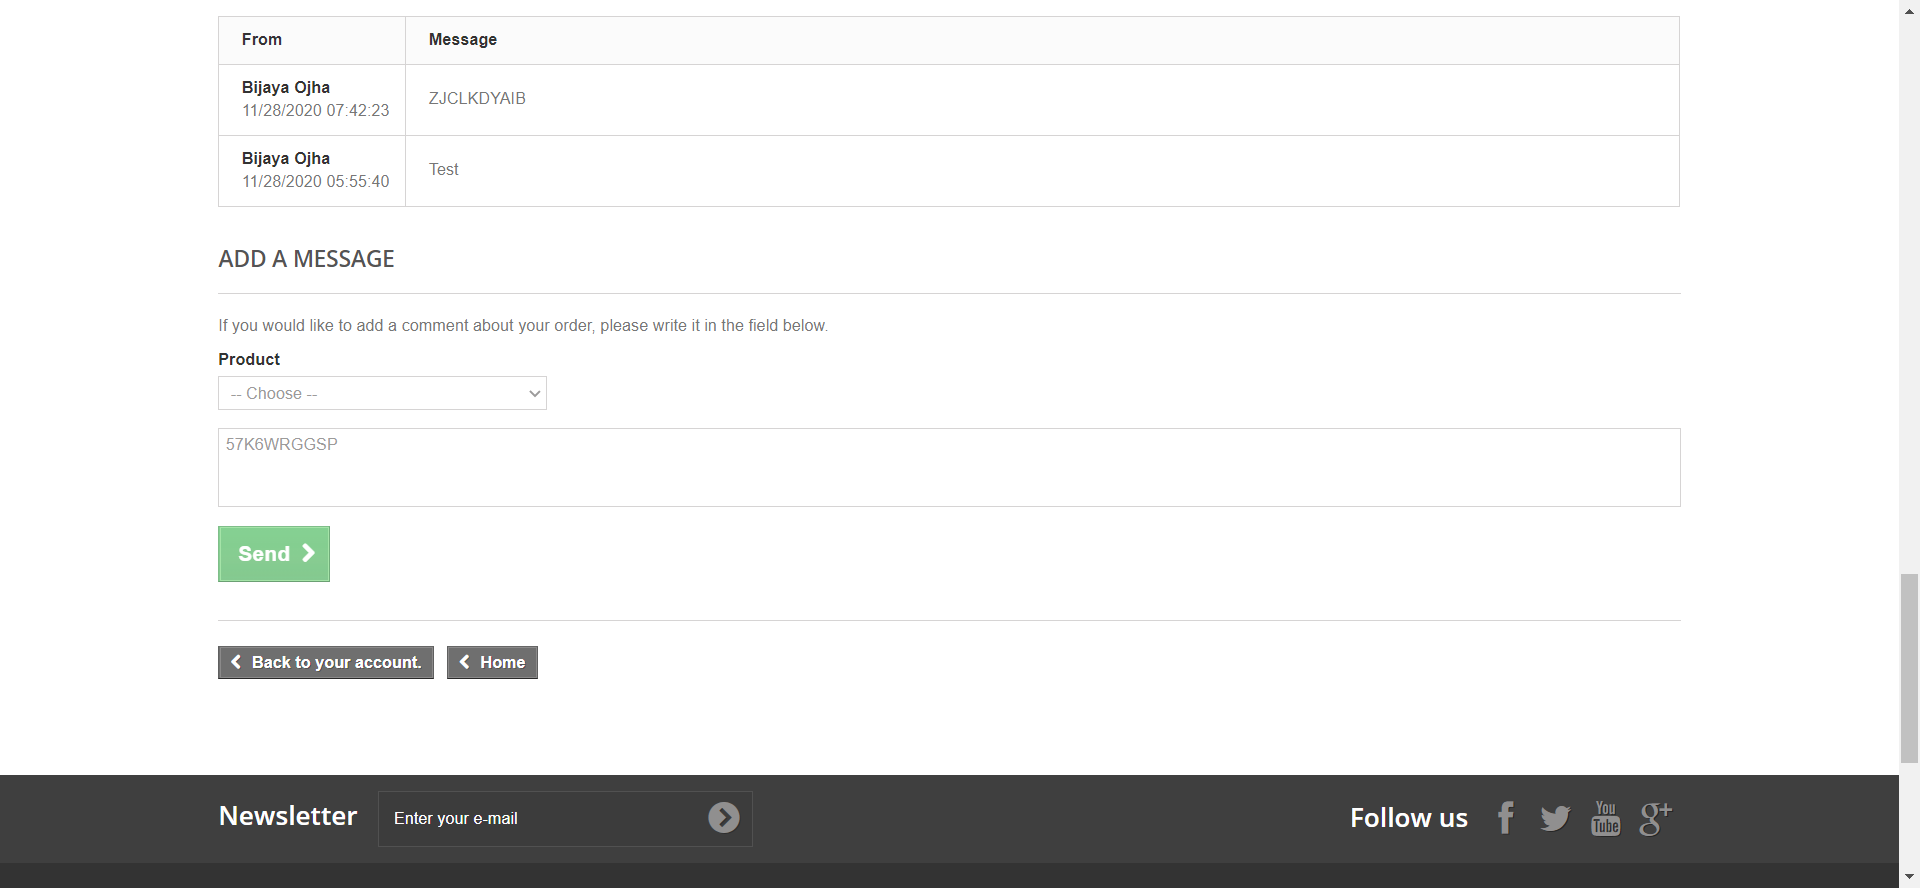 From Message
Bijaya Ojha
11/28/2020 07:42:23
ZJCLKDYAIB
Bijaya Ojha
11/28/2020 05:55:40
Test
ADD A MESSAGE
If you would like to add a comment about your order, please write it in the field below.
Product
-- Choose --
57K6WRGGSP
Send
Back to your account. Home
Newsletter Enter your e-mail Follow us
You
Tube
g+